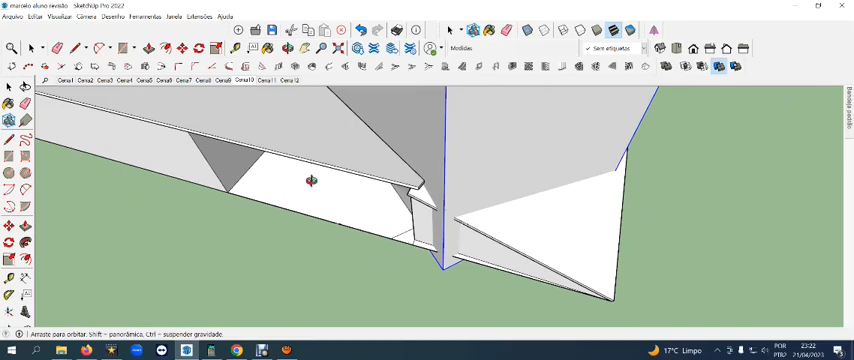 marcelo aluno revisão - SketchUp Pro 2022
Arquivo Editar Visualizar Câmera Desenho Ferramentas Janela Extensões Ajuda
Medidas
Sem etiquetas
Cena1 Cena2 Cena3 Cena4 Cena5 Cena6 Cena7 Cena8 Cena9 Cena10 Cena11 Cena12
Bandeja padrão
Arraste para orbitar. Shift = panorâmica, Ctrl = suspender gravidade.
17°C Limpo
POR
PTB2
23:22
21/04/2023